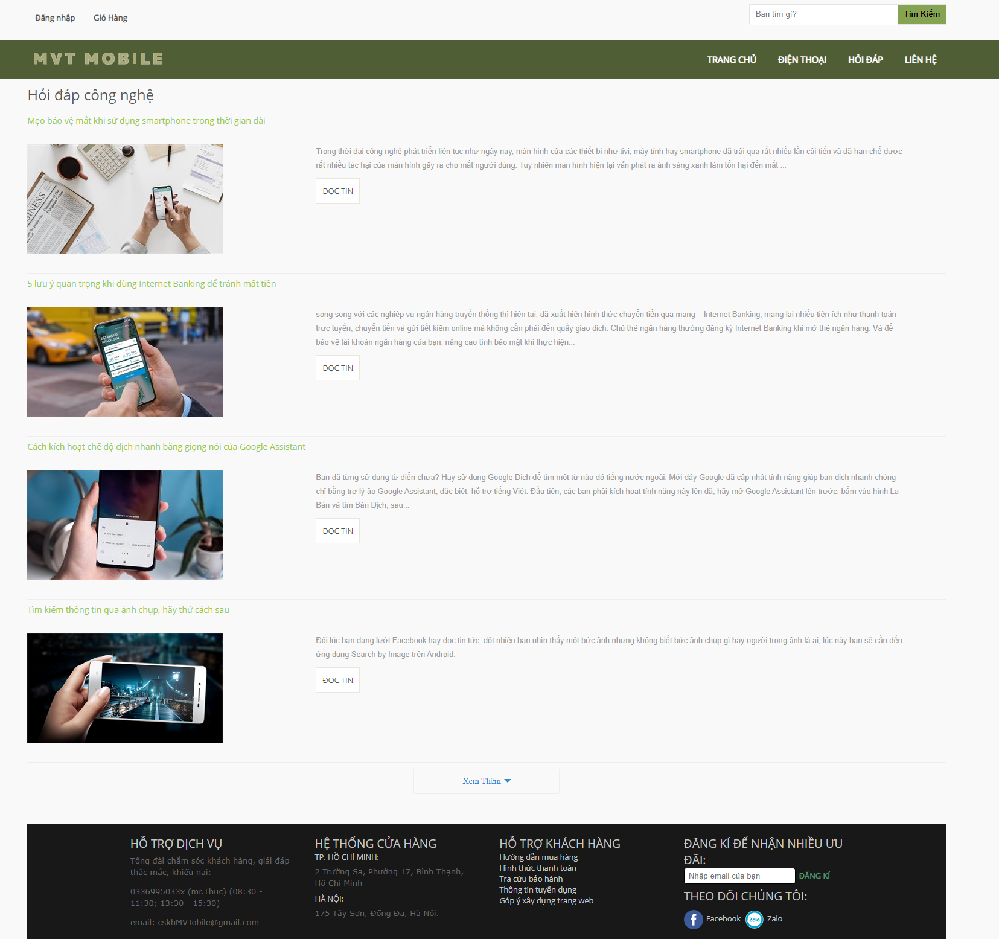 Đăng nhập
Giỏ Hàng
Bạn tìm gì?
Tìm Kiếm
MVT MOBILE
TRANG CHỦ
ĐIỆN THOẠI
HỎI ĐÁP
LIÊN HỆ
Hỏi đáp công nghệ
Mẹo bảo vệ mắt khi sử dụng smartphone trong thời gian dài
BUSINESS
Trong thời đại công nghệ phát triển liên tục như ngày nay, màn hình của các thiết bị như tivi, máy tính hay smartphone đã trải qua rất nhiều lần cải tiến và đã hạn chế được
rất nhiều tác hại của màn hình gây ra cho mắt người dùng. Tuy nhiên màn hình hiện tại vẫn phát ra ánh sáng xanh làm tổn hại đến mắt ...
ĐỌC TIN
5 lưu ý quan trọng khi dùng Internet Banking để tránh mất tiền
ĐẶT PHÒNG
KHÁCH SẠN
song song với các nghiệp vụ ngân hàng truyền thống thì hiện tại, đã xuất hiện hình thức chuyển tiền qua mạng – Internet Banking, mang lại nhiều tiện ích như thanh toán
trực tuyến, chuyển tiền và gửi tiết kiệm online mà không cần phải đến quầy giao dịch. Chủ thẻ ngân hàng thường đăng ký Internet Banking khi mở thẻ ngân hàng. Và để
bảo vệ tài khoản ngân hàng của bạn, nâng cao tính bảo mật khi thực hiện...
ĐỌC TIN
Cách kích hoạt chế độ dịch nhanh bằng giọng nói của Google Assistant
Hi, how can I help?
What can you do?
Make a phone call
Bạn đã từng sử dụng từ điển chưa? Hay sử dụng Google Dịch để tìm một từ nào đó tiếng nước ngoài. Mới đây Google đã cập nhật tính năng giúp bạn dịch nhanh chóng
chỉ bằng trợ lý ảo Google Assistant, đặc biệt: hỗ trợ tiếng Việt. Đầu tiên, các bạn phải kích hoạt tính năng này lên đã, hãy mở Google Assistant lên trước, bấm vào hình La
Bàn và tìm Bản Dịch, sau...
ĐỌC TIN
Tìm kiếm thông tin qua ảnh chụp, hãy thử cách sau
Đôi lúc bạn đang lướt Facebook hay đọc tin tức, đột nhiên bạn nhìn thấy một bức ảnh nhưng không biết bức ảnh chụp gì hay người trong ảnh là ai, lúc này bạn sẽ cần đến
ứng dụng Search by Image trên Android.
ĐỌC TIN
Xem Thêm
HỖ TRỢ DỊCH VỤ
Tổng đài chăm sóc khách hàng, giải đáp
thắc mắc, khiếu nại:
0336995033x (mr.Thuc) (08:30 -
11:30; 13:30 - 15:30)
email: cskhMVTobile@gmail.com
HỆ THỐNG CỬA HÀNG
TP. HỒ CHÍ MINH:
2 Trường Sa, Phường 17, Bình Thạnh,
Hồ Chí Minh
HÀ NỘI:
175 Tây Sơn, Đống Đa, Hà Nội.
HỖ TRỢ KHÁCH HÀNG
Hướng dẫn mua hàng
Hình thức thanh toán
Tra cứu bảo hành
Thông tin tuyển dụng
Góp ý xây dựng trang web
ĐĂNG KÍ ĐỂ NHẬN NHIỀU ƯU
ĐÃI:
Nhập email của bạn
ĐĂNG KÍ
THEO DÕI CHÚNG TÔI:
Facebook
Zalo
Zalo